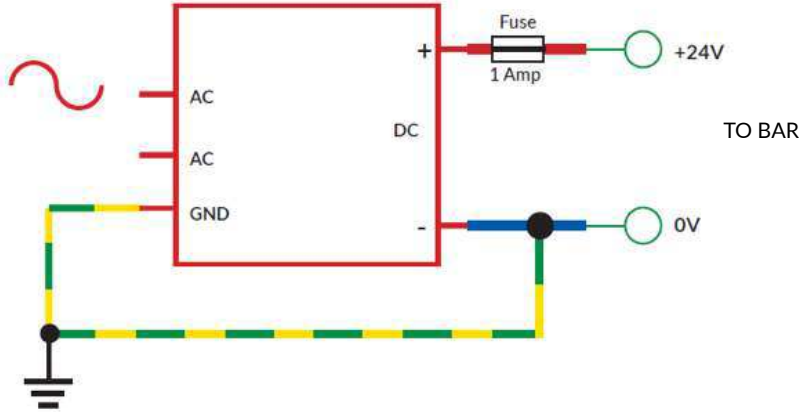 Fuse
+
1 Amp
+24V
AC
DC
TO BAR
AC
GND
-
0V